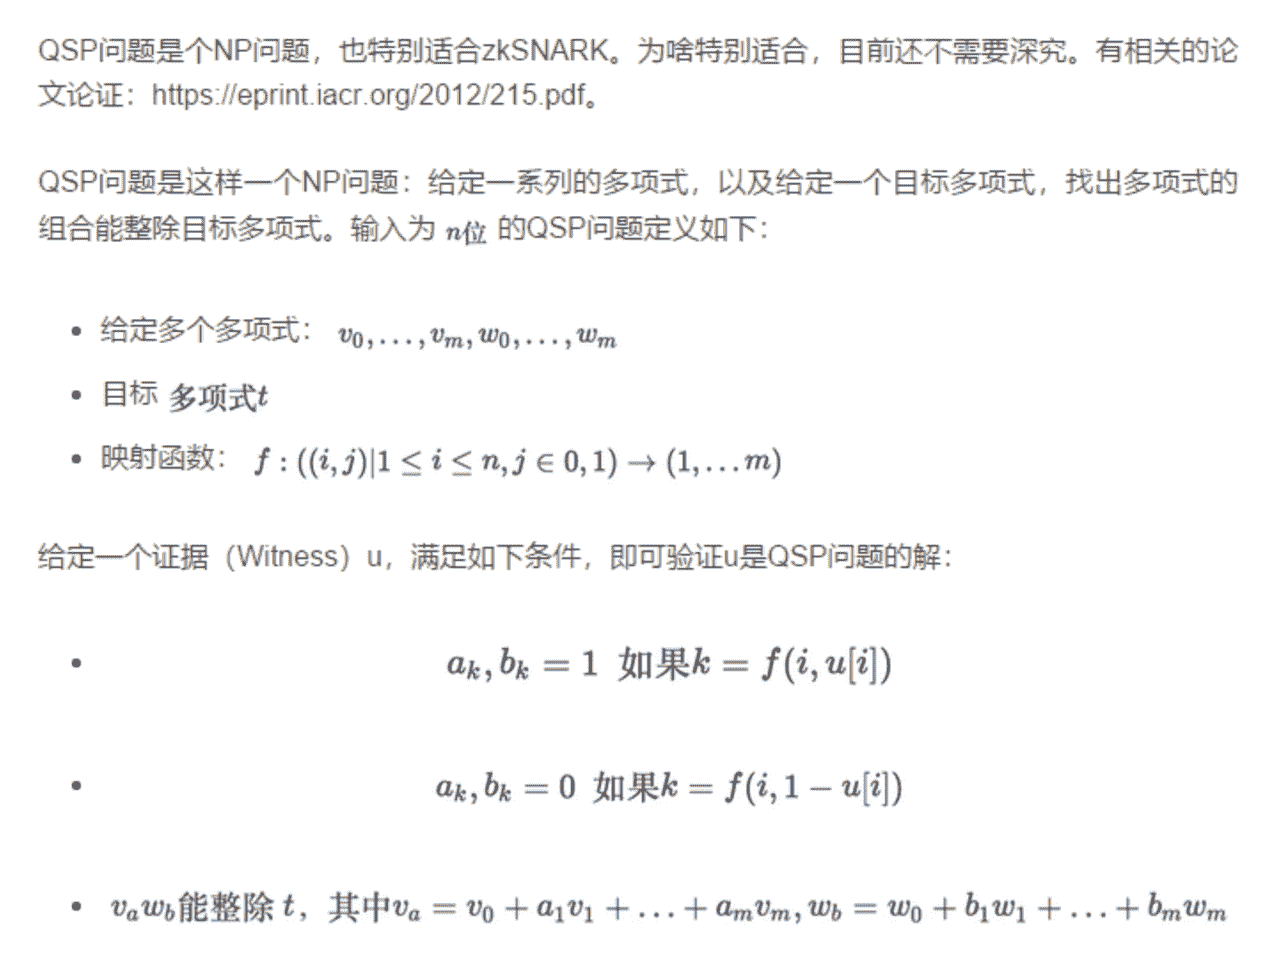 QSP问题是个NP问题，也特别适合zkSNARK。为啥特别适合，目前还不需要深究。有相关的论
文论证：https://eprint.iacr.org/2012/215.pdf。
QSP问题是这样一个NP问题：给定一系列的多项式，以及给定一个目标多项式，找出多项式的
组合能整除目标多项式。输入为 n位 的QSP问题定义如下：
• 给定多个多项式： v₀, …, vₘ, w₀, …, wₘ
• 目标 多项式t
• 映射函数： f : ((i, j)|1 ≤ i ≤ n, j ∈ 0, 1) → (1, … m)
给定一个证据（Witness）u，满足如下条件，即可验证u是QSP问题的解：
• aₖ, bₖ = 1 如果k = f(i, u[i])
• aₖ, bₖ = 0 如果k = f(i, 1 − u[i])
• vₐw_b能整除 t，其中vₐ = v₀ + a₁v₁ + … + aₘvₘ, w_b = w₀ + b₁w₁ + … + bₘwₘ